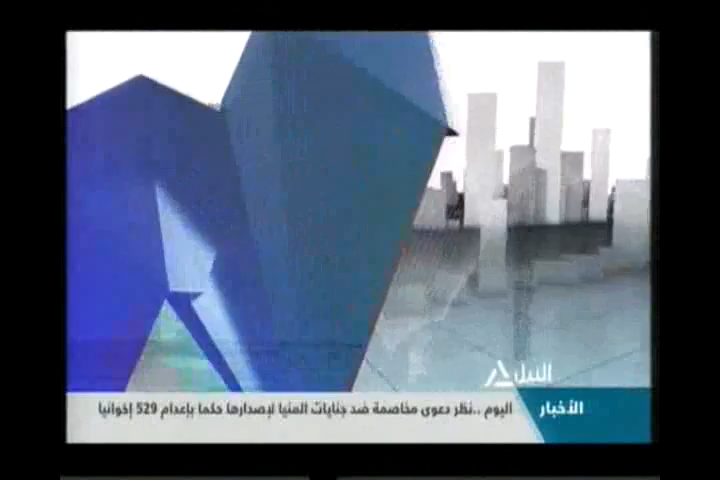 النيل
الأخبار
اليوم ..نظر دعوى مخاصمة ضد جنايات المنيا لإصدارها حكما بإعدام 529 إخوانيا